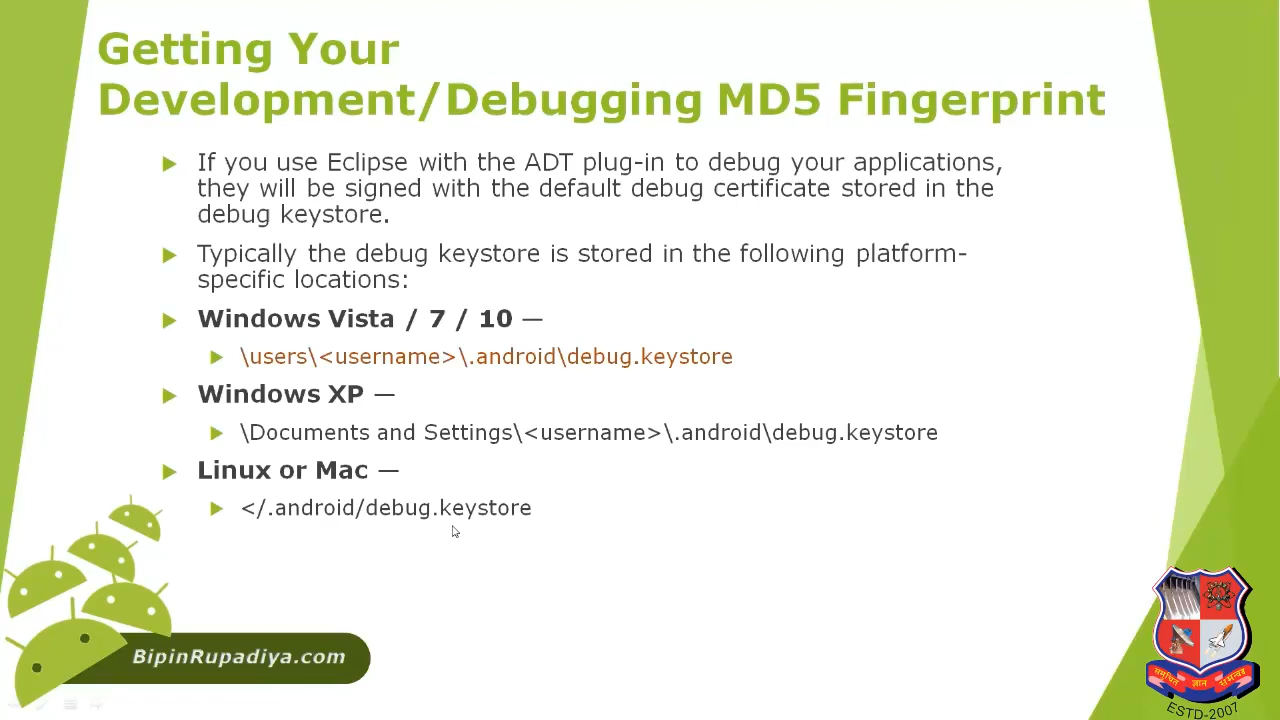 Getting Your
Development/Debugging MD5 Fingerprint
If you use Eclipse with the ADT plug-in to debug your applications,
they will be signed with the default debug certificate stored in the
debug keystore.
Typically the debug keystore is stored in the following platform-
specific locations:
Windows Vista / 7 / 10 —
\users\<username>\.android\debug.keystore
Windows XP —
\Documents and Settings\<username>\.android\debug.keystore
Linux or Mac —
</.android/debug.keystore
BipinRupadiya.com
समुचित ज्ञान समन्वय
ESTD-2007